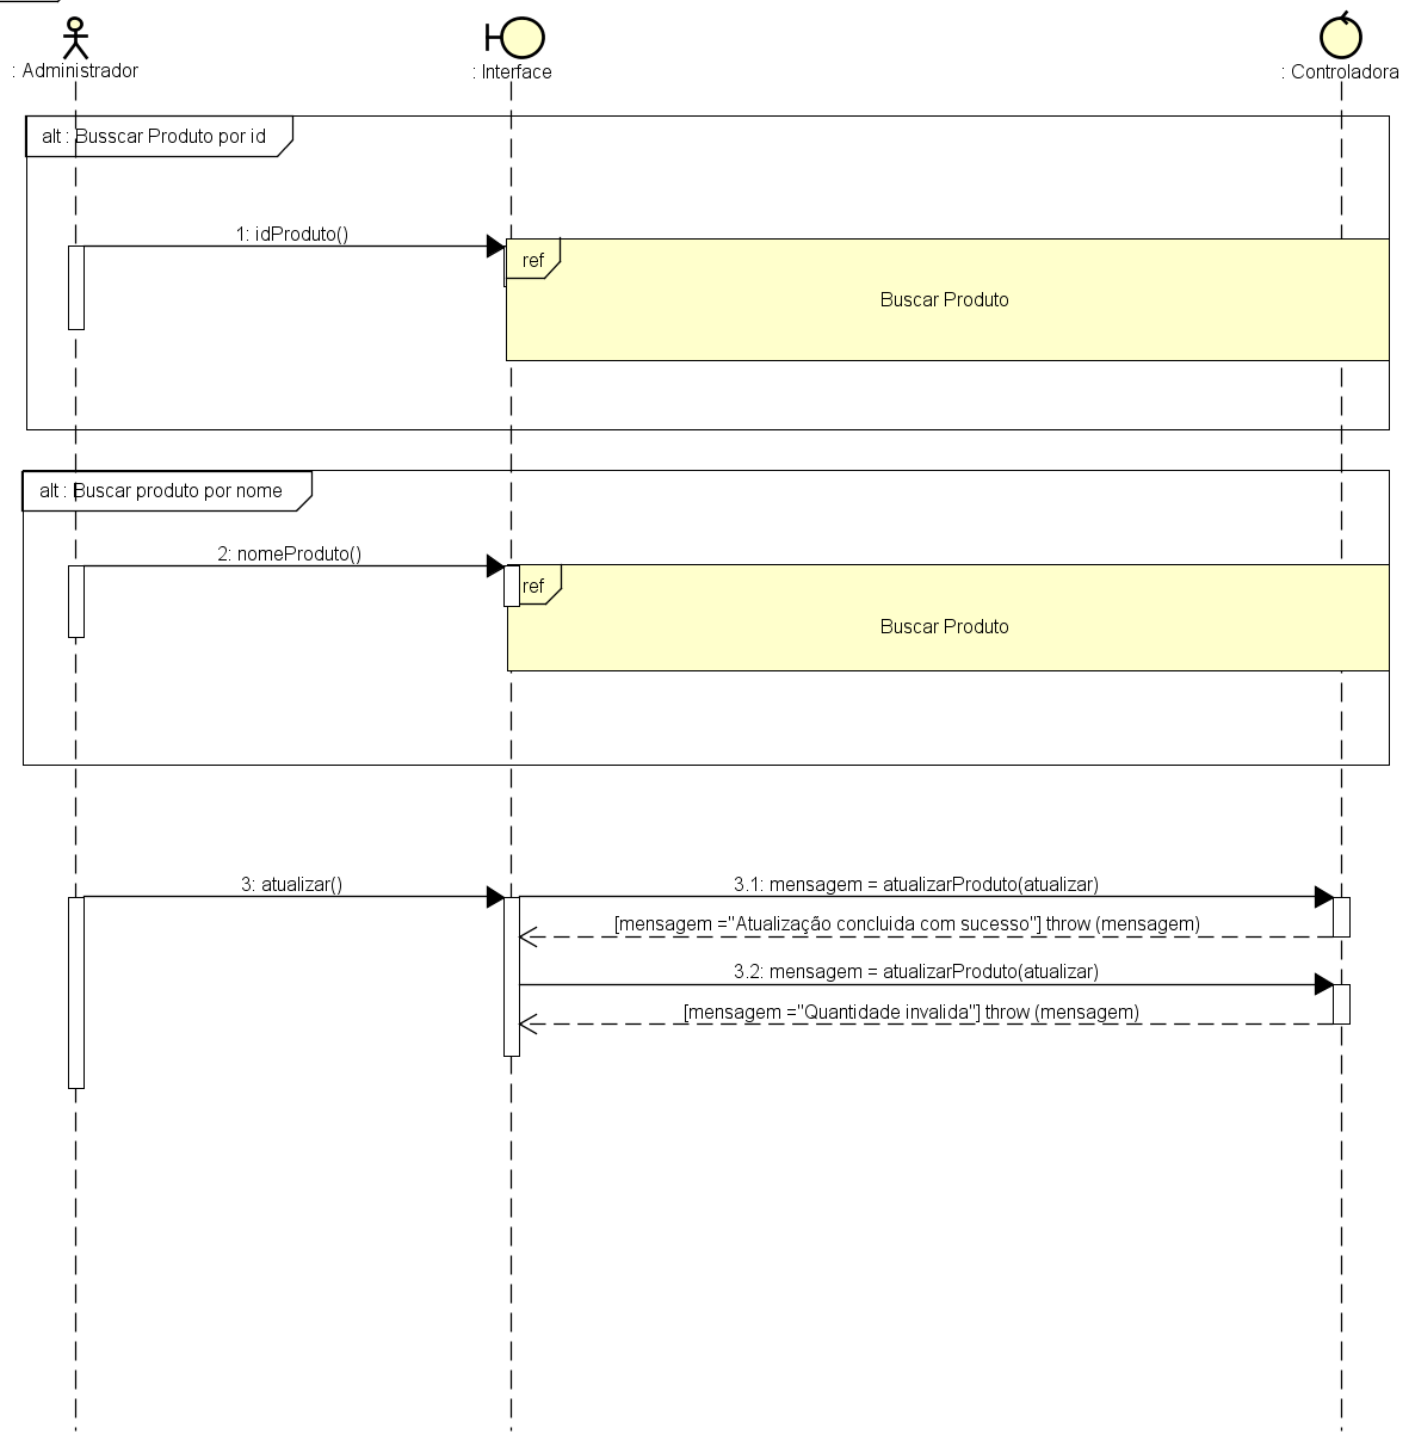 : Administrador
: Interface
: Controladora
alt : Busscar Produto por id
1: idProduto()
ref
Buscar Produto
alt : Buscar produto por nome
2: nomeProduto()
ref
Buscar Produto
3: atualizar()
3.1: mensagem = atualizarProduto(atualizar)
[mensagem ="Atualização concluida com sucesso"] throw (mensagem)
3.2: mensagem = atualizarProduto(atualizar)
[mensagem ="Quantidade invalida"] throw (mensagem)